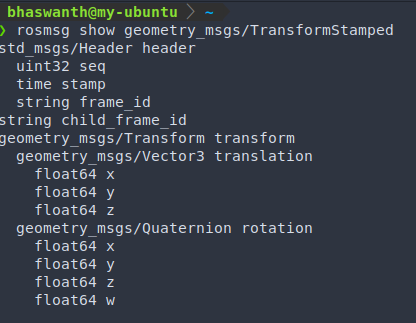 bhaswanth@my-ubuntu ~
❯ rosmsg show geometry_msgs/TransformStamped
std_msgs/Header header
  uint32 seq
  time stamp
  string frame_id
string child_frame_id
geometry_msgs/Transform transform
  geometry_msgs/Vector3 translation
    float64 x
    float64 y
    float64 z
  geometry_msgs/Quaternion rotation
    float64 x
    float64 y
    float64 z
    float64 w